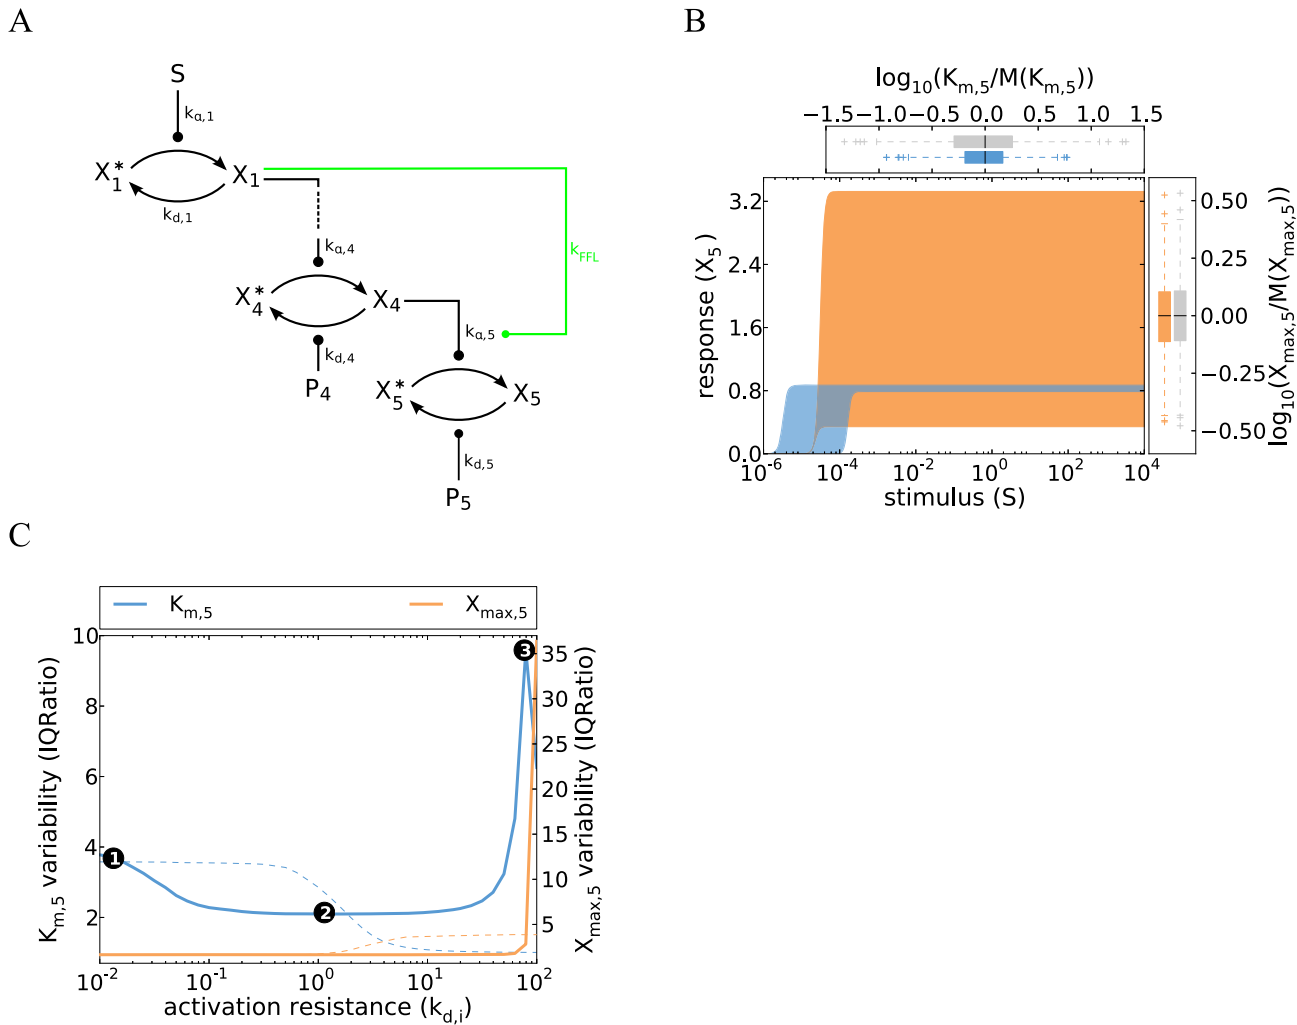 A
S
k_α,1
X_1^*
X_1
k_d,1
k_FFL
k_α,4
X_4^*
X_4
k_α,5
k_d,4
P_4
X_5^*
X_5
k_d,5
P_5
B
log_10(K_m,5/M(K_m,5))
−1.5 −1.0 −0.5 0.0 0.5 1.0 1.5
response (X_5)
3.2
2.4
1.6
0.8
0.0
10^−6 10^−4 10^−2 10^0 10^2 10^4
stimulus (S)
0.50
0.25
0.00
−0.25
−0.50
log_10(X_max,5/M(X_max,5))
C
K_m,5 X_max,5
K_m,5 variability (IQRatio)
10
8
6
4
2
1
2
3
35
30
25
20
15
10
5
X_max,5 variability (IQRatio)
10^−2 10^−1 10^0 10^1 10^2
activation resistance (k_d,i)